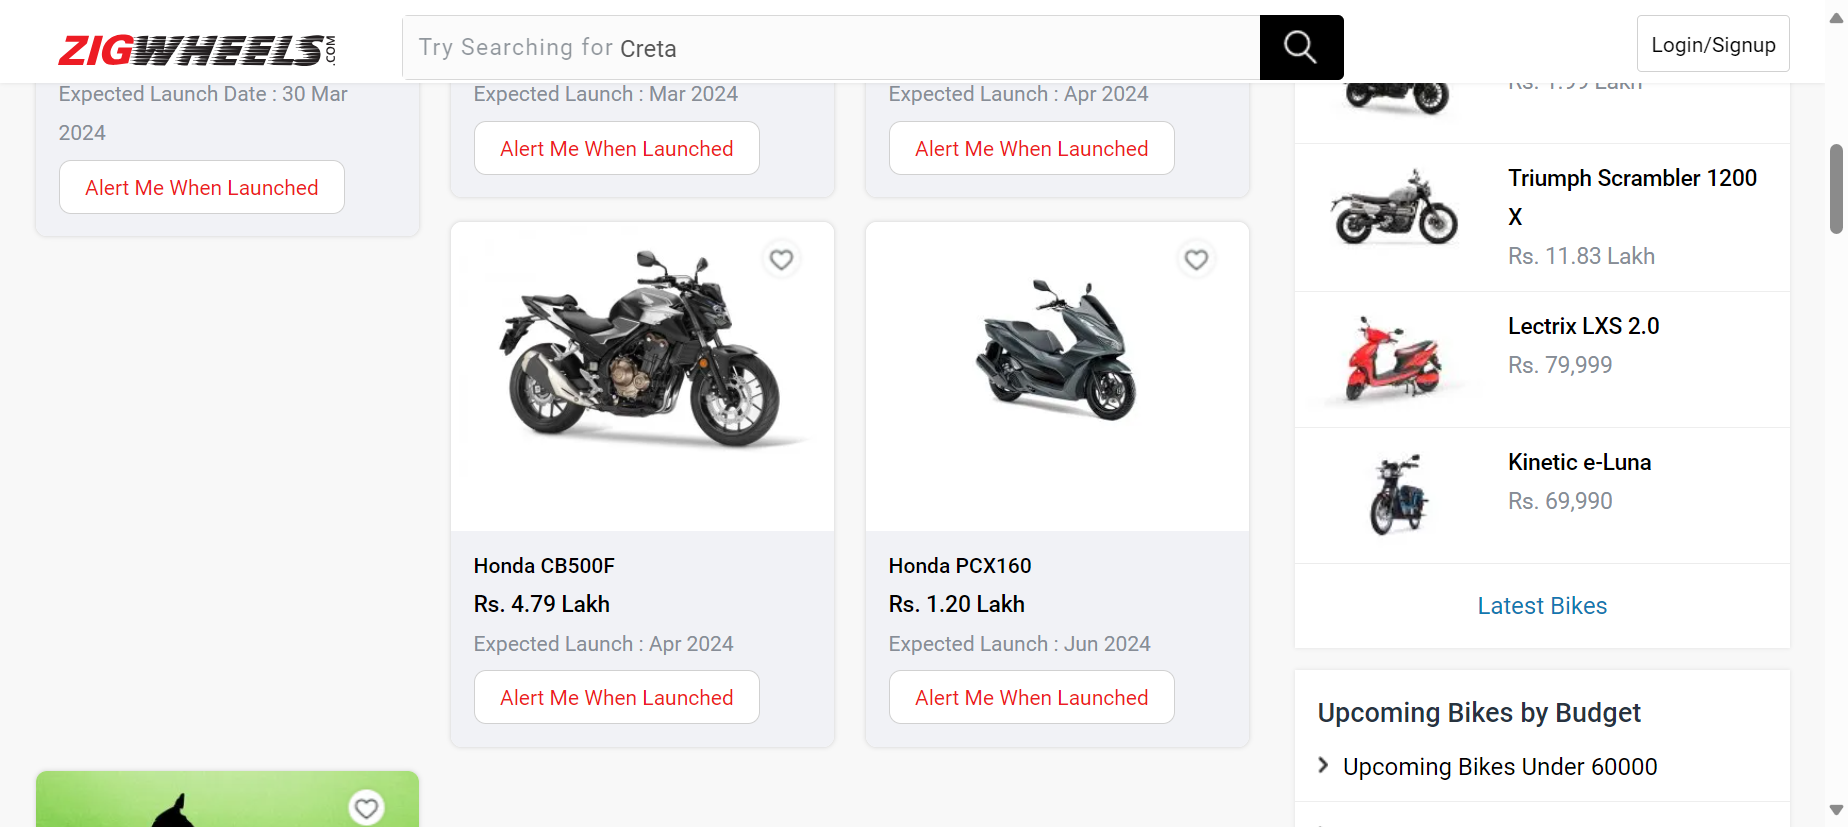 ZIGWHEELS.COM
Try Searching for Creta
Login/Signup
Expected Launch Date : 30 Mar
2024
Alert Me When Launched
Expected Launch : Mar 2024
Alert Me When Launched
Expected Launch : Apr 2024
Alert Me When Launched
Honda CB500F
Rs. 4.79 Lakh
Expected Launch : Apr 2024
Alert Me When Launched
Honda PCX160
Rs. 1.20 Lakh
Expected Launch : Jun 2024
Alert Me When Launched
Rs. 1.99 Lakh
Triumph Scrambler 1200
X
Rs. 11.83 Lakh
Lectrix LXS 2.0
Rs. 79,999
Kinetic e-Luna
Rs. 69,990
Latest Bikes
Upcoming Bikes by Budget
Upcoming Bikes Under 60000